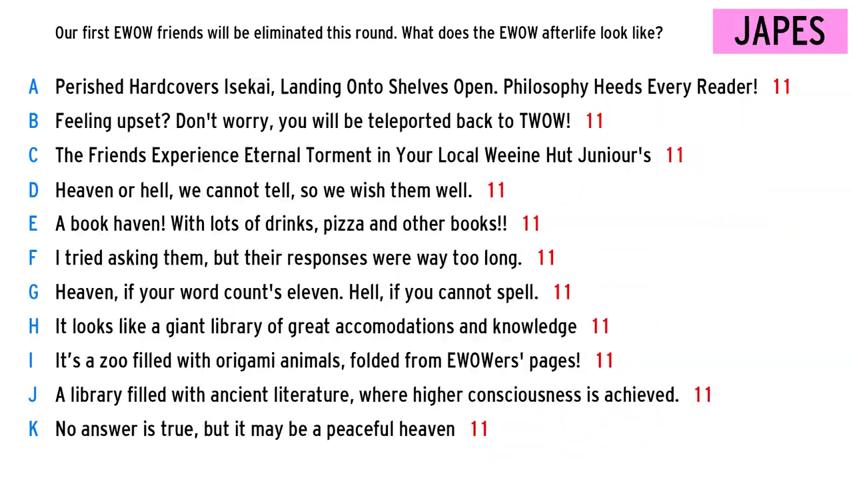 Our first EWOW friends will be eliminated this round. What does the EWOW afterlife look like?
JAPES
A Perished Hardcovers Isekai, Landing Onto Shelves Open. Philosophy Heeds Every Reader! 11
B Feeling upset? Don't worry, you will be teleported back to TWOW! 11
C The Friends Experience Eternal Torment in Your Local Weeine Hut Juniour's 11
D Heaven or hell, we cannot tell, so we wish them well. 11
E A book haven! With lots of drinks, pizza and other books!! 11
F I tried asking them, but their responses were way too long. 11
G Heaven, if your word count's eleven. Hell, if you cannot spell. 11
H It looks like a giant library of great accomodations and knowledge 11
I It's a zoo filled with origami animals, folded from EWOWers' pages! 11
J A library filled with ancient literature, where higher consciousness is achieved. 11
K No answer is true, but it may be a peaceful heaven 11